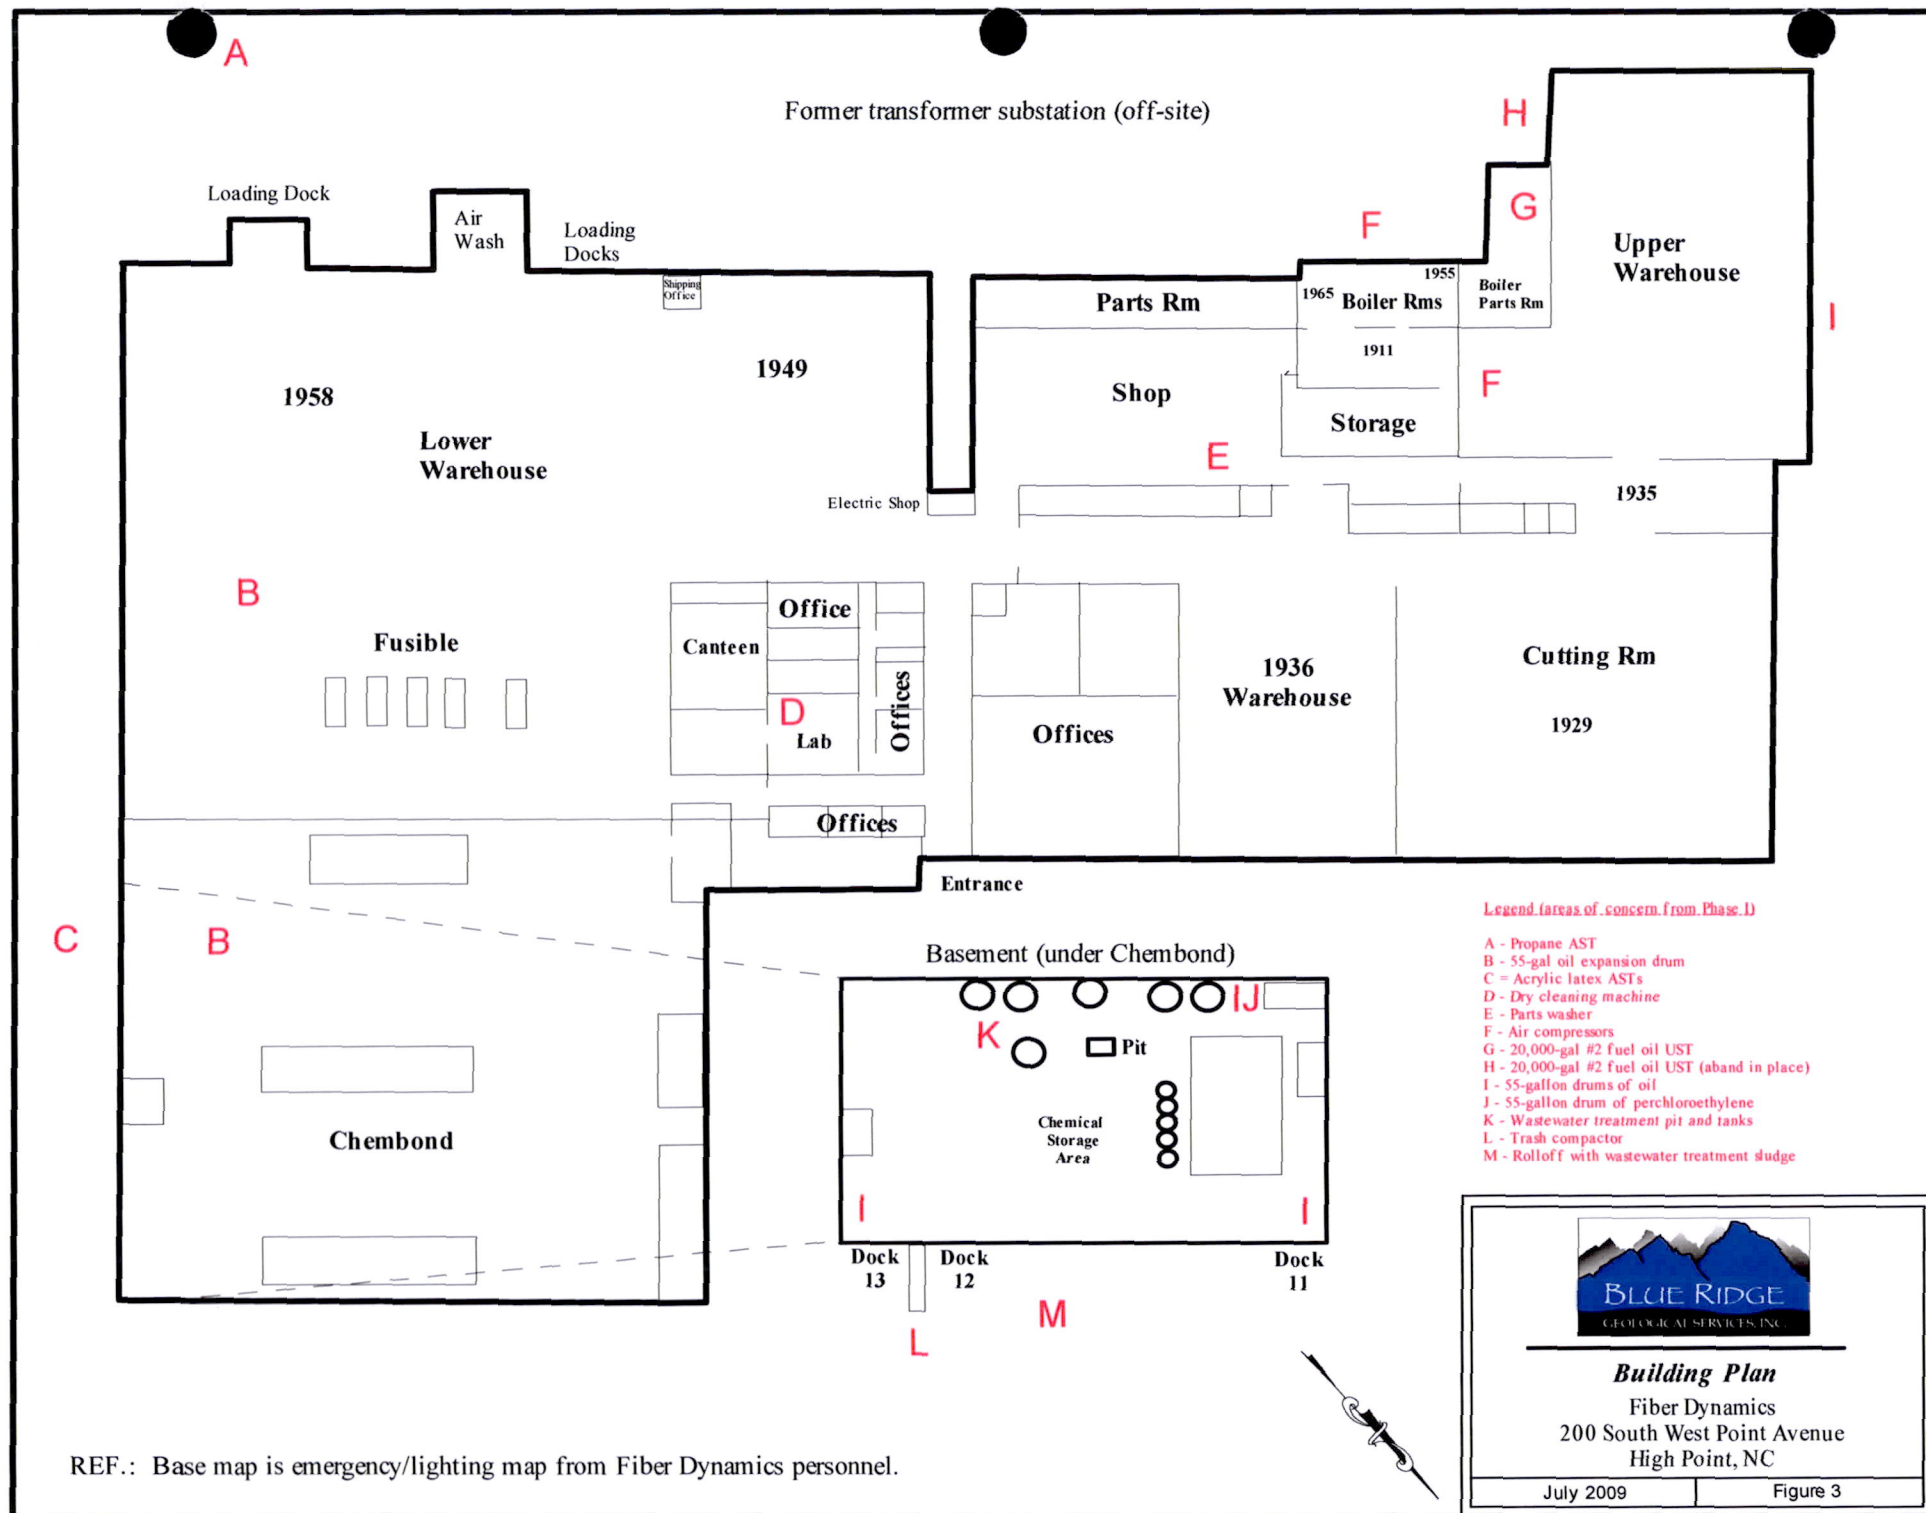 A
Former transformer substation (off-site)
H
Loading Dock
G
Air
Wash
F
Loading
Docks
Upper
Warehouse
Shipping
Office
1955
1965
Boiler Rms
Boiler
Parts Rm
Parts Rm
I
1911
1949
1958
Shop
F
Storage
Lower
Warehouse
E
Electric Shop
1935
B
Office
Fusible
Canteen
Cutting Rm
1936
Warehouse
Offices
D
Lab
Offices
1929
Offices
Entrance
C
B
Legend (areas of concern from Phase I)
A - Propane AST
B - 55-gal oil expansion drum
C = Acrylic latex ASTs
D - Dry cleaning machine
E - Parts washer
F - Air compressors
G - 20,000-gal #2 fuel oil UST
H - 20,000-gal #2 fuel oil UST (aband in place)
I - 55-gallon drums of oil
J - 55-gallon drum of perchloroethylene
K - Wastewater treatment pit and tanks
L - Trash compactor
M - Rolloff with wastewater treatment sludge
Basement (under Chembond)
IJ
K
Pit
Chemical
Storage
Area
Chembond
I
I
Dock
13
Dock
12
Dock
11
M
L
BLUE RIDGE
GEOLOGICAL SERVICES, INC.
Building Plan
Fiber Dynamics
200 South West Point Avenue
High Point, NC
July 2009
Figure 3
REF.: Base map is emergency/lighting map from Fiber Dynamics personnel.